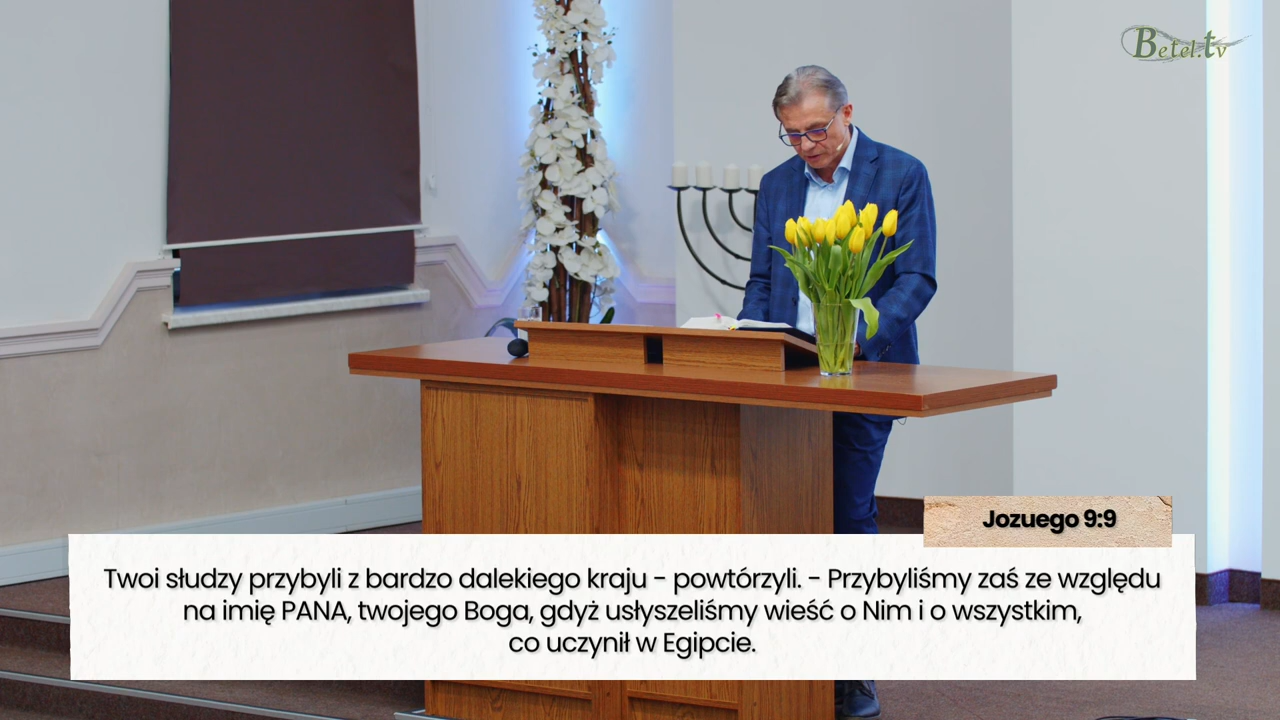 Betel.tv
Jozuego 9:9
Twoi słudzy przybyli z bardzo dalekiego kraju - powtórzyli. - Przybyliśmy zaś ze względu
na imię PANA, twojego Boga, gdyż usłyszeliśmy wieść o Nim i o wszystkim,
co uczynił w Egipcie.